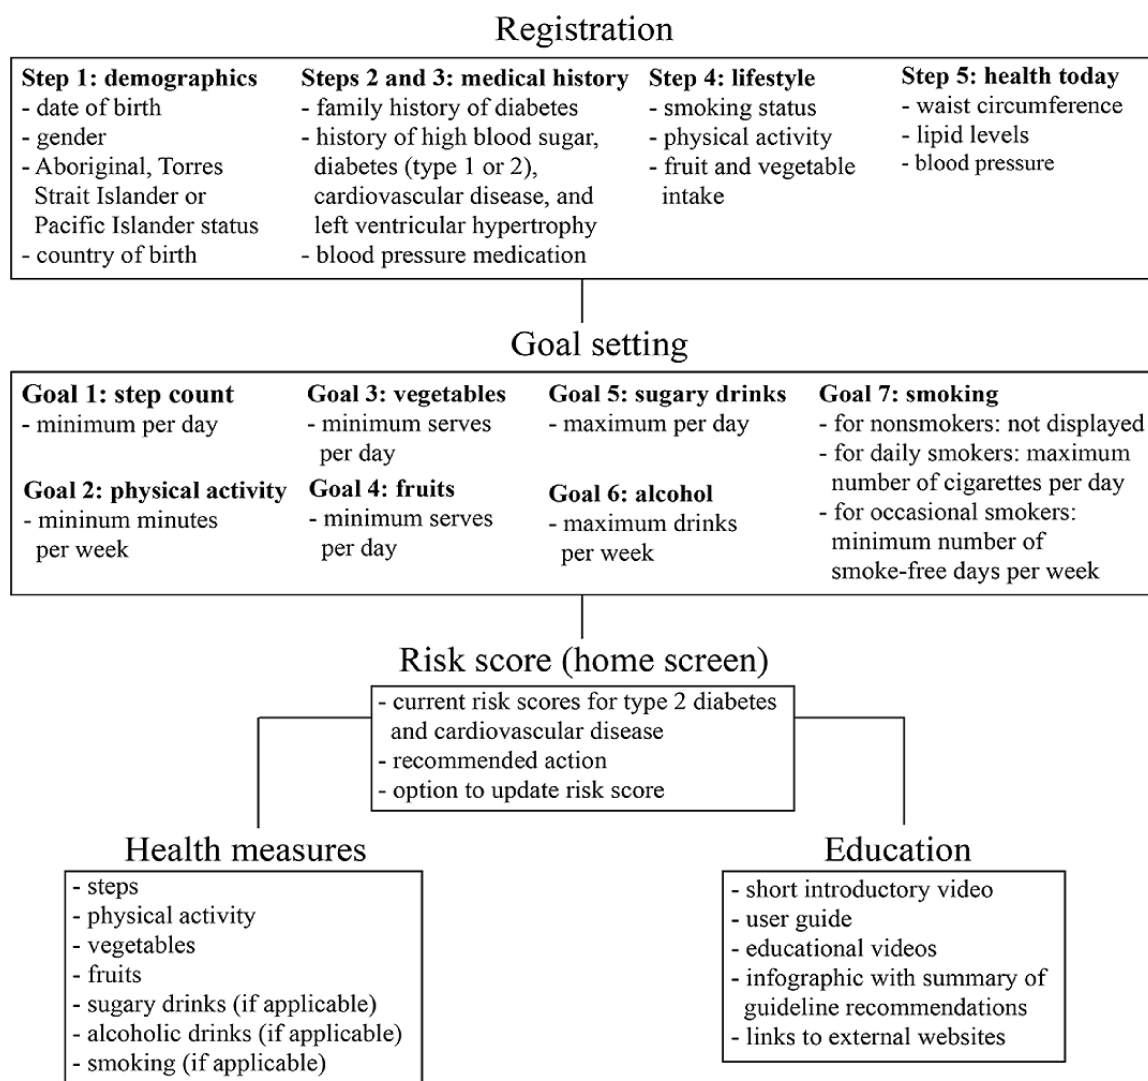 Registration
Step 1: demographics
- date of birth
- gender
- Aboriginal, Torres
Strait Islander or
Pacific Islander status
- country of birth
Steps 2 and 3: medical history
- family history of diabetes
- history of high blood sugar,
diabetes (type 1 or 2),
cardiovascular disease, and
left ventricular hypertrophy
- blood pressure medication
Step 4: lifestyle
- smoking status
- physical activity
- fruit and vegetable
intake
Step 5: health today
- waist circumference
- lipid levels
- blood pressure
Goal setting
Goal 1: step count
- minimum per day
Goal 2: physical activity
- mininum minutes
per week
Goal 3: vegetables
- minimum serves
per day
Goal 4: fruits
- minimum serves
per day
Goal 5: sugary drinks
- maximum per day
Goal 6: alcohol
- maximum drinks
per week
Goal 7: smoking
- for nonsmokers: not displayed
- for daily smokers: maximum
number of cigarettes per day
- for occasional smokers:
minimum number of
smoke-free days per week
Risk score (home screen)
- current risk scores for type 2 diabetes
and cardiovascular disease
- recommended action
- option to update risk score
Health measures
- steps
- physical activity
- vegetables
- fruits
- sugary drinks (if applicable)
- alcoholic drinks (if applicable)
- smoking (if applicable)
Education
- short introductory video
- user guide
- educational videos
- infographic with summary of
guideline recommendations
- links to external websites